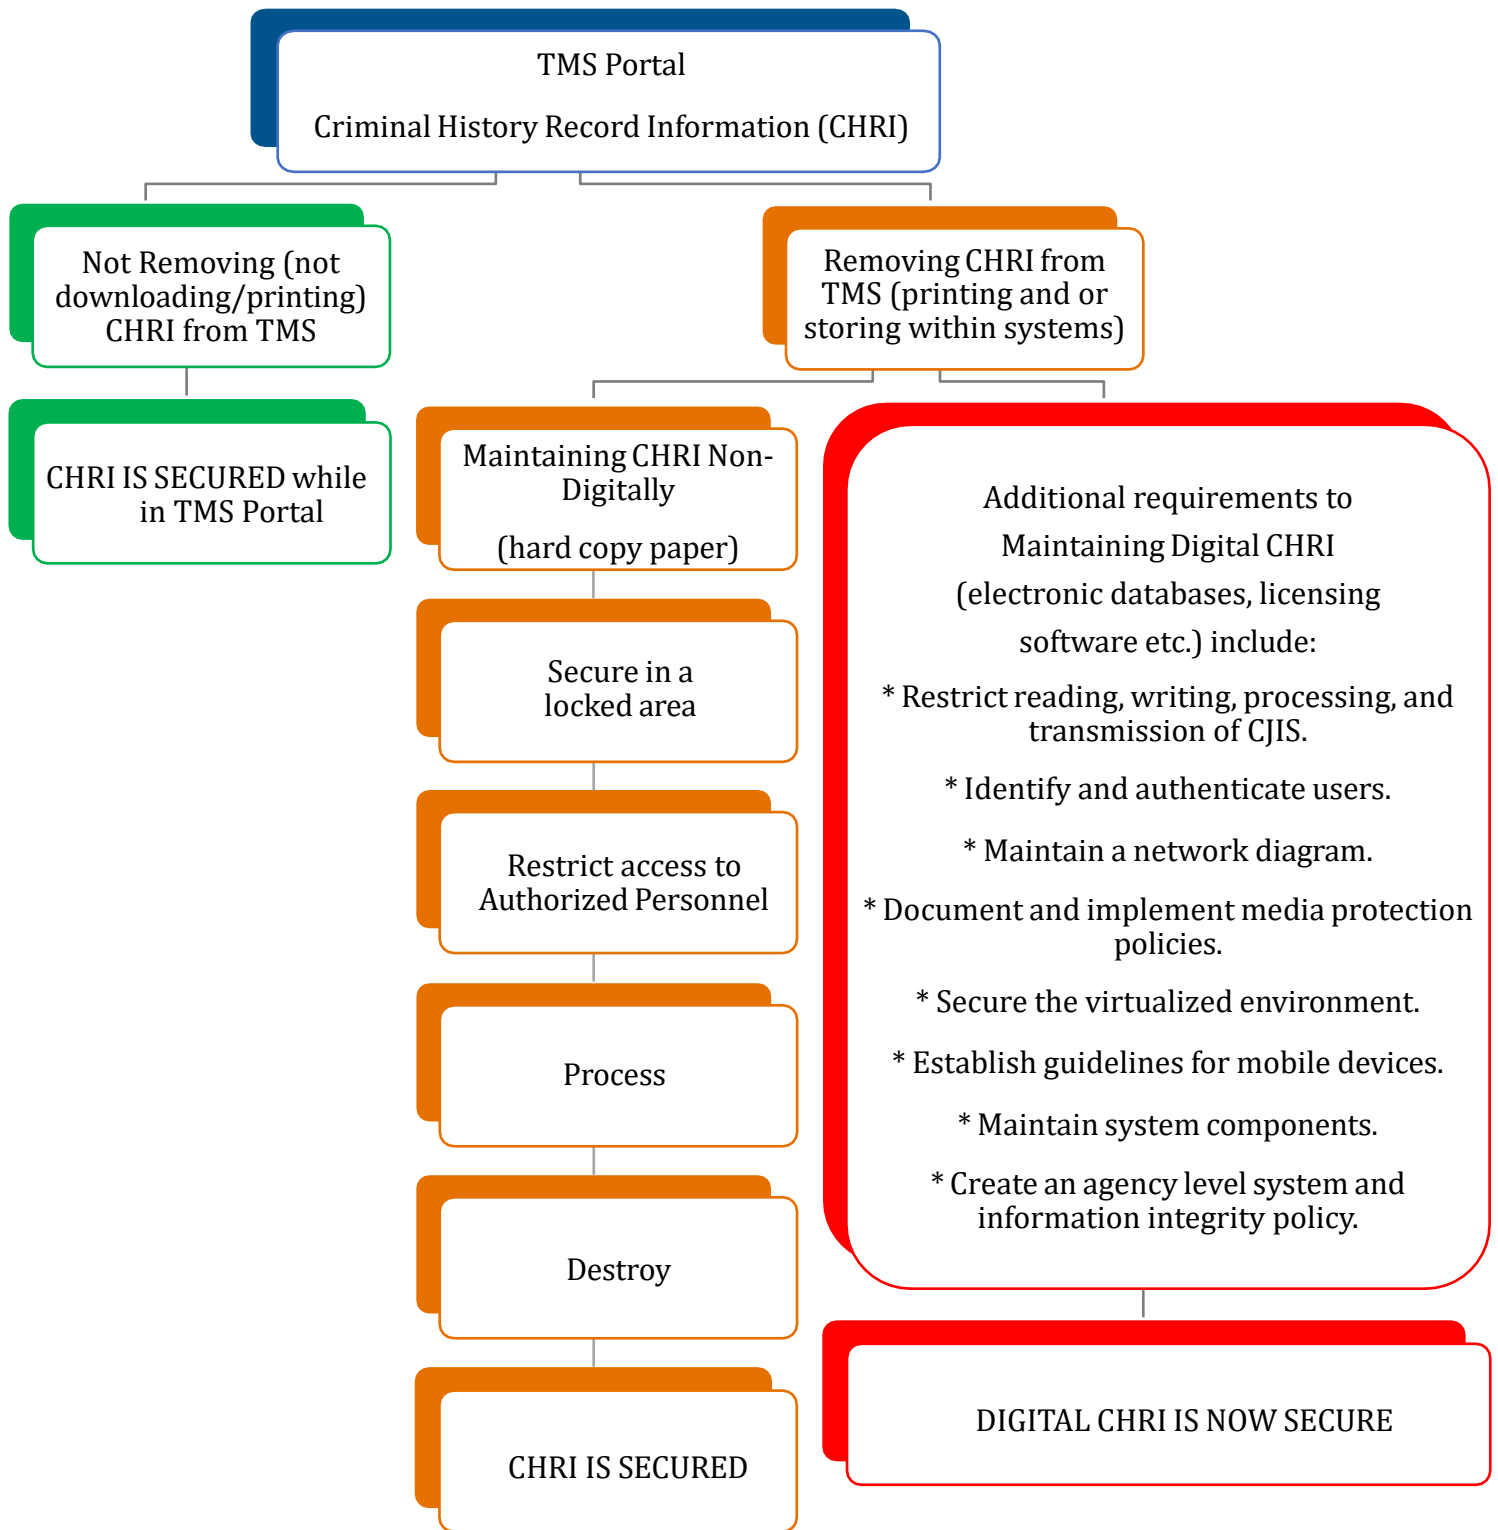 TMS Portal
Criminal History Record Information (CHRI)
Not Removing (not
downloading/printing)
CHRI from TMS
CHRI IS SECURED while
in TMS Portal
Removing CHRI from
TMS (printing and or
storing within systems)
Maintaining CHRI Non-
Digitally
(hard copy paper)
Secure in a
locked area
Restrict access to
Authorized Personnel
Process
Destroy
CHRI IS SECURED
Additional requirements to
Maintaining Digital CHRI
(electronic databases, licensing
software etc.) include:
* Restrict reading, writing, processing, and
transmission of CJIS.
* Identify and authenticate users.
* Maintain a network diagram.
* Document and implement media protection
policies.
* Secure the virtualized environment.
* Establish guidelines for mobile devices.
* Maintain system components.
* Create an agency level system and
information integrity policy.
DIGITAL CHRI IS NOW SECURE